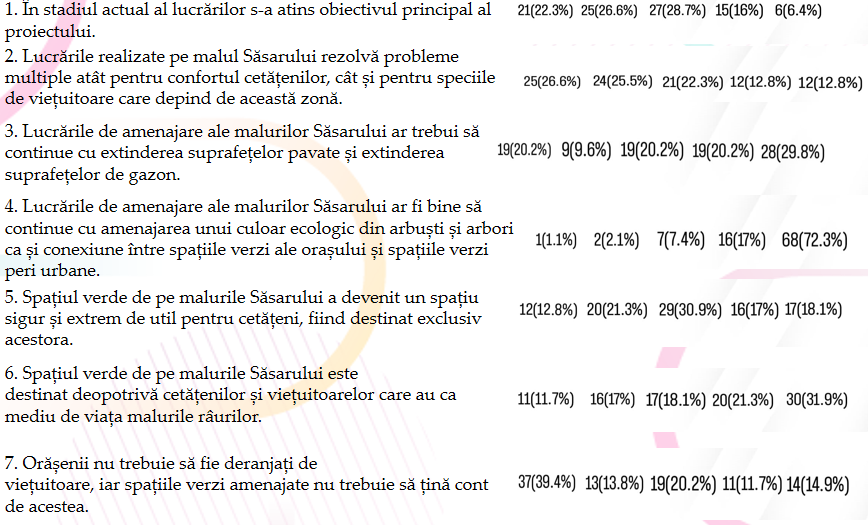 1. În stadiul actual al lucrărilor s-a atins obiectivul principal al
proiectului.
21(22.3%) 25(26.6%) 27(28.7%) 15(16%) 6(6.4%)
2. Lucrările realizate pe malul Săsarului rezolvă probleme
multiple atât pentru confortul cetățenilor, cât și pentru speciile
de viețuitoare care depind de această zonă.
25(26.6%) 24(25.5%) 21(22.3%) 12(12.8%) 12(12.8%)
3. Lucrările de amenajare ale malurilor Săsarului ar trebui să
continue cu extinderea suprafețelor pavate și extinderea
suprafețelor de gazon.
19(20.2%) 9(9.6%) 19(20.2%) 19(20.2%) 28(29.8%)
4. Lucrările de amenajare ale malurilor Săsarului ar fi bine să
continue cu amenajarea unui culoar ecologic din arbuști și arbori
ca și conexiune între spațiile verzi ale orașului și spațiile verzi
peri urbane.
1(1.1%) 2(2.1%) 7(7.4%) 16(17%) 68(72.3%)
5. Spațiul verde de pe malurile Săsarului a devenit un spațiu
sigur și extrem de util pentru cetățeni, fiind destinat exclusiv
acestora.
12(12.8%) 20(21.3%) 29(30.9%) 16(17%) 17(18.1%)
6. Spațiul verde de pe malurile Săsarului este
destinat deopotrivă cetățenilor și viețuitoarelor care au ca
mediu de viața malurile râurilor.
11(11.7%) 16(17%) 17(18.1%) 20(21.3%) 30(31.9%)
7. Orășenii nu trebuie să fie deranjați de
viețuitoare, iar spațiile verzi amenajate nu trebuie să țină cont
de acestea.
37(39.4%) 13(13.8%) 19(20.2%) 11(11.7%) 14(14.9%)